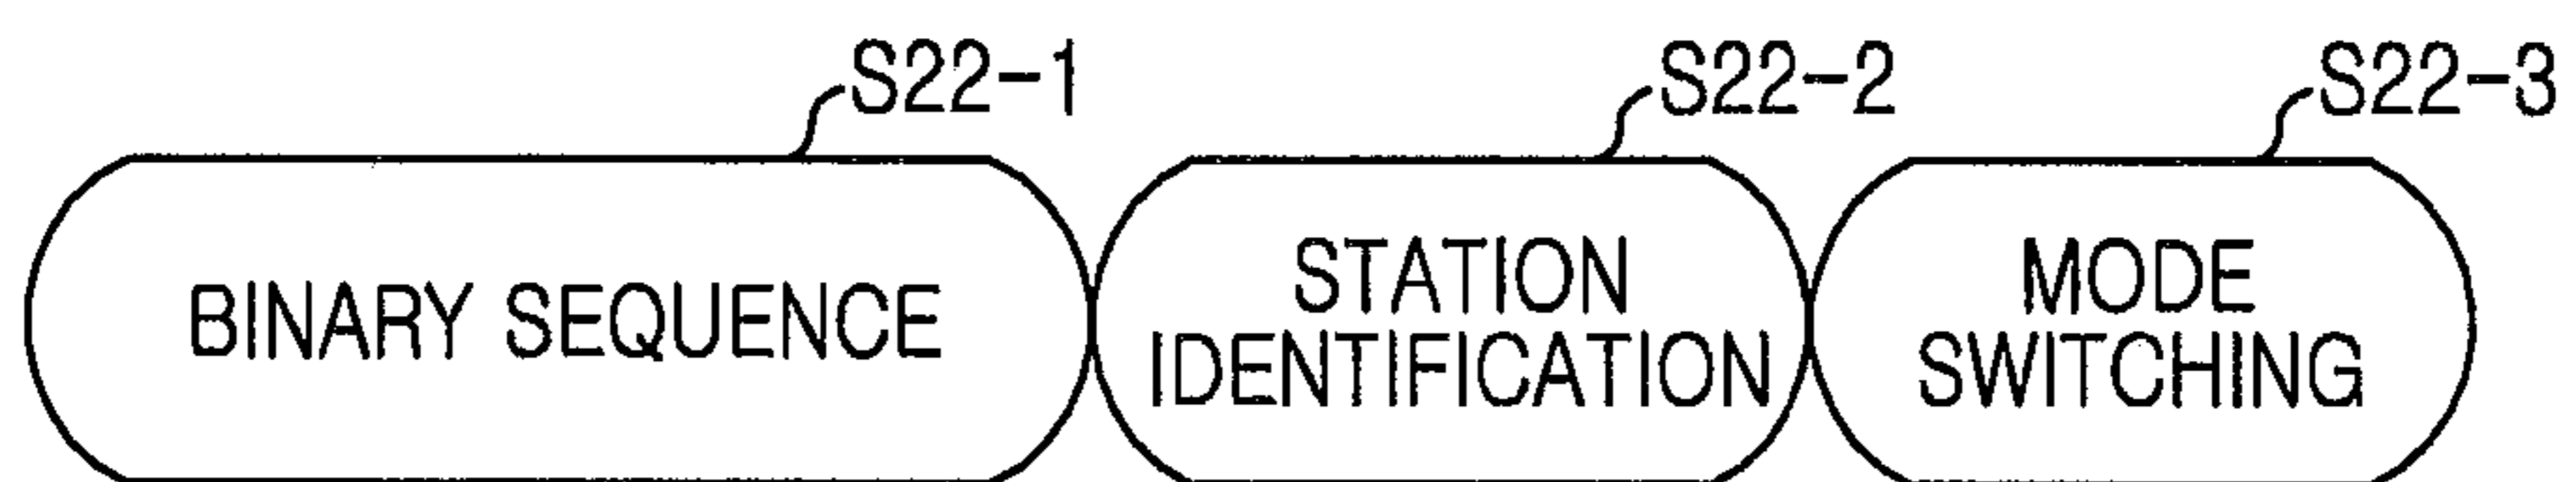 S22-1
S22-2
S22-3
BINARY SEQUENCE
STATION
IDENTIFICATION
MODE
SWITCHING